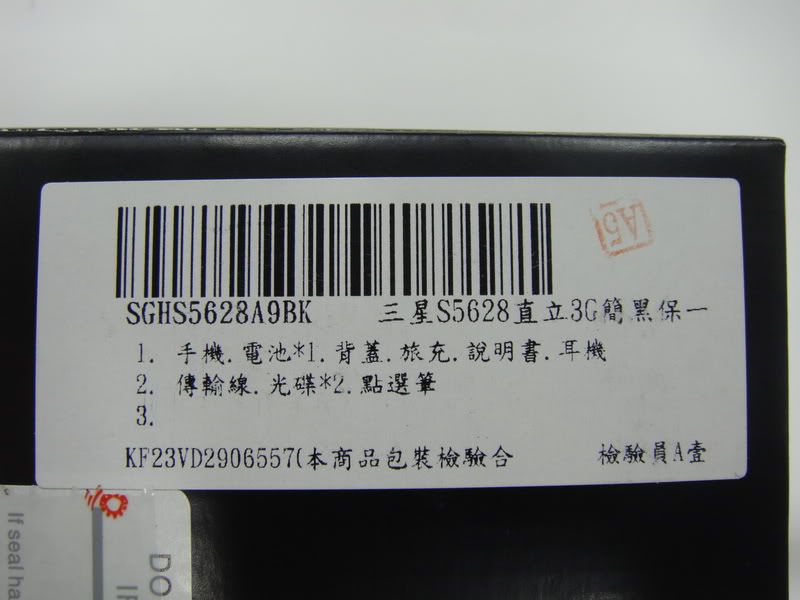 A5
SGHS5628A9BK 三星S5628直立3G簡黑保一
1. 手機.電池*1.背蓋.旅充.說明書.耳機
2. 傳輸線.光碟*2.點選筆
3.
KF23VD2906557(本商品包裝檢驗合 檢驗員A壹
If seal ha
DO
IF